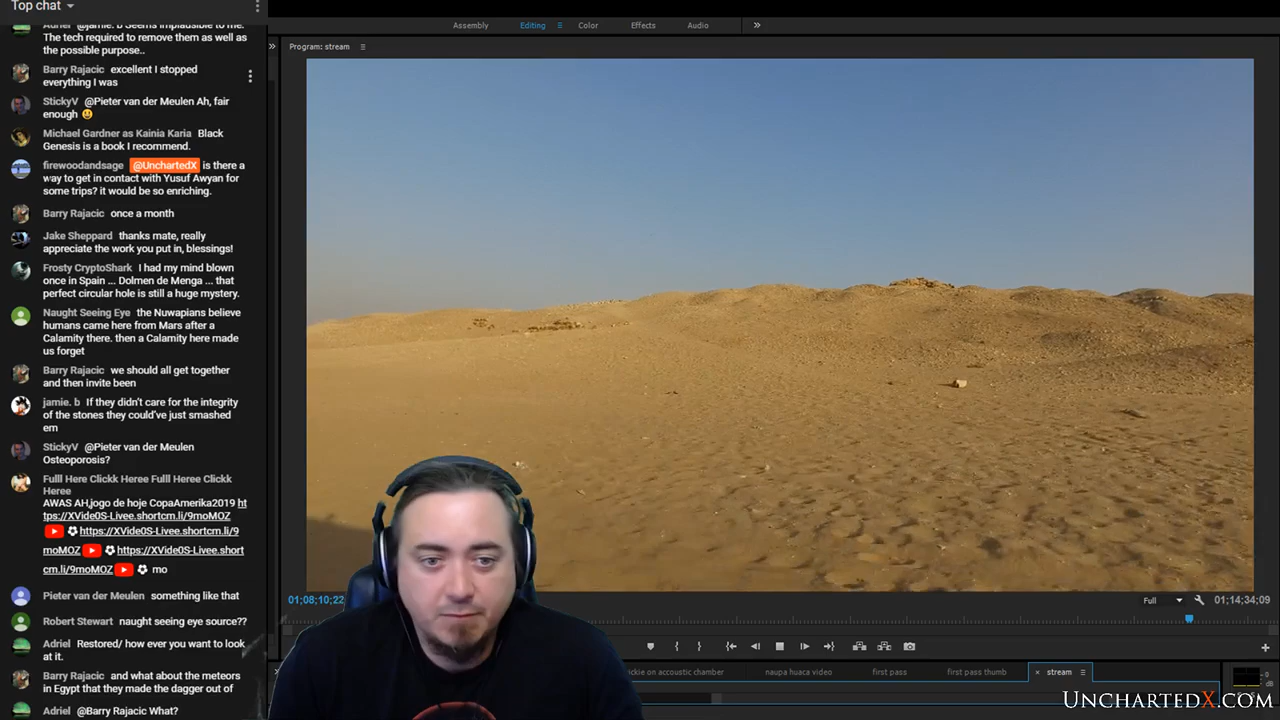 Top chat
Adriel @jamie. b Seems implausible to me.
The tech required to remove them as well as
the possible purpose..
Barry Rajacic excellent I stopped
everything I was
StickyV @Pieter van der Meulen Ah, fair
enough 😃
Michael Gardner as Kainia Karia Black
Genesis is a book I recommend.
firewoodandsage @UnchartedX is there a
way to get in contact with Yusuf Awyan for
some trips? it would be so enriching.
Barry Rajacic once a month
Jake Sheppard thanks mate, really
appreciate the work you put in, blessings!
Frosty CryptoShark I had my mind blown
once in Spain ... Dolmen de Menga ... that
perfect circular hole is still a huge mystery.
Naught Seeing Eye the Nuwapians believe
humans came here from Mars after a
Calamity there. then a Calamity here made
us forget
Barry Rajacic we should all get together
and then invite been
jamie. b If they didn't care for the integrity
of the stones they could've just smashed
em
StickyV @Pieter van der Meulen
Osteoporosis?
Fulll Here Clickk Heree Fulll Heree Clickk
Heree
AWAS AH,jogo de hoje CopaAmerika2019 ht
tps://XVide0S-Livee.shortcm.li/9moMOZ
▶️ ⚽ https://XVide0S-Livee.shortcm.li/9
moMOZ ▶️ ⚽ https://XVide0S-Livee.short
cm.li/9moMOZ ▶️ ⚽ mo
Pieter van der Meulen something like that
Robert Stewart naught seeing eye source??
Adriel Restored/ how ever you want to look
at it.
Barry Rajacic and what about the meteors
in Egypt that they made the dagger out of
Adriel @Barry Rajacic What?
Assembly Editing Color Effects Audio
Program: stream
01;08;10;22
Full
01;14;34;09
ickie on accoustic chamber naupa huaca video first pass first pass thumb × stream
UnchartedX.com